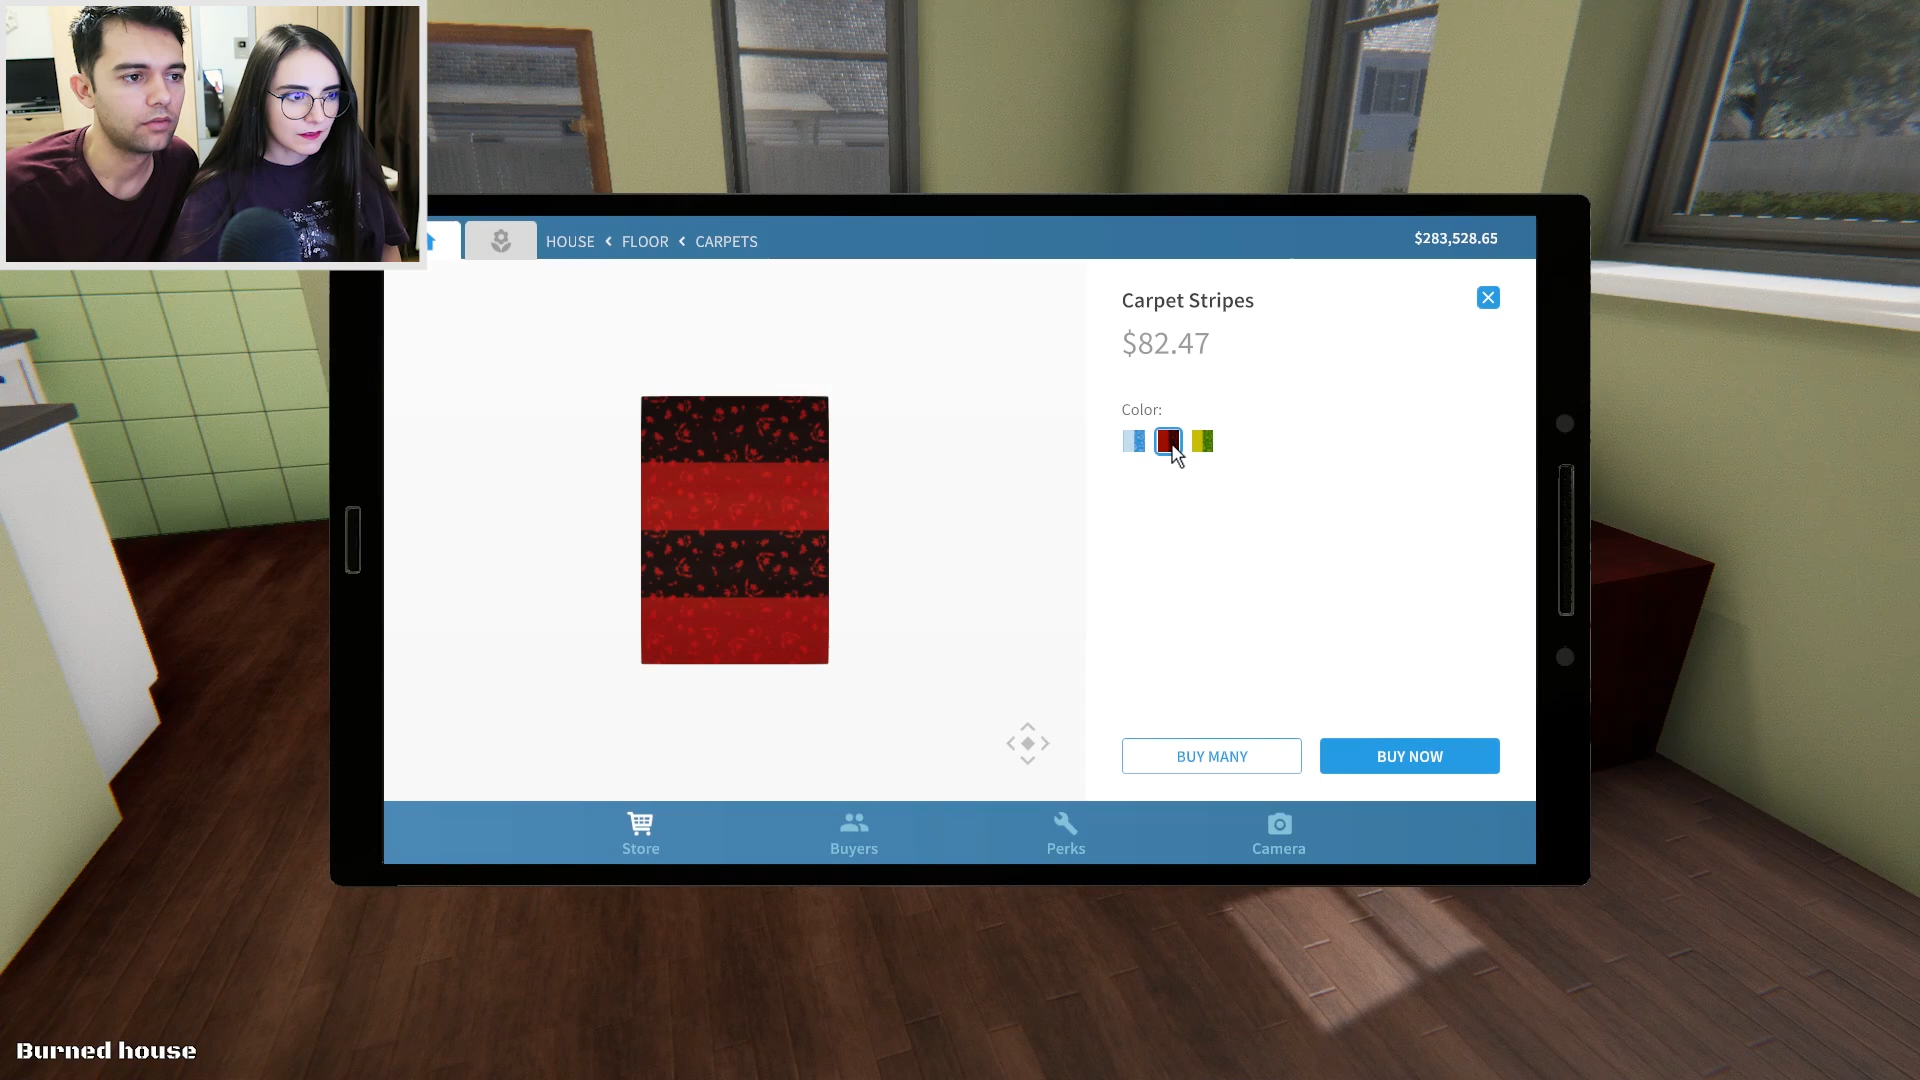 HOUSE < FLOOR < CARPETS
$283,528.65
Carpet Stripes
$82.47
Color:
BUY MANY
BUY NOW
Store
Buyers
Perks
Camera
Burned house